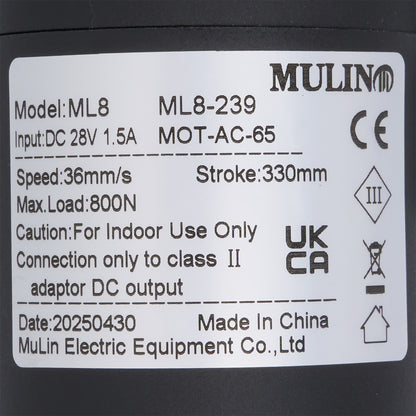 MULIN
Model:ML8 ML8-239
Input:DC 28V 1.5A MOT-AC-65
CE
Speed:36mm/s Stroke:330mm
Max.Load:800N
III
Caution:For Indoor Use Only
Connection only to class II
adaptor DC output
UK
CA
Date:20250430 Made In China
MuLin Electric Equipment Co.,Ltd